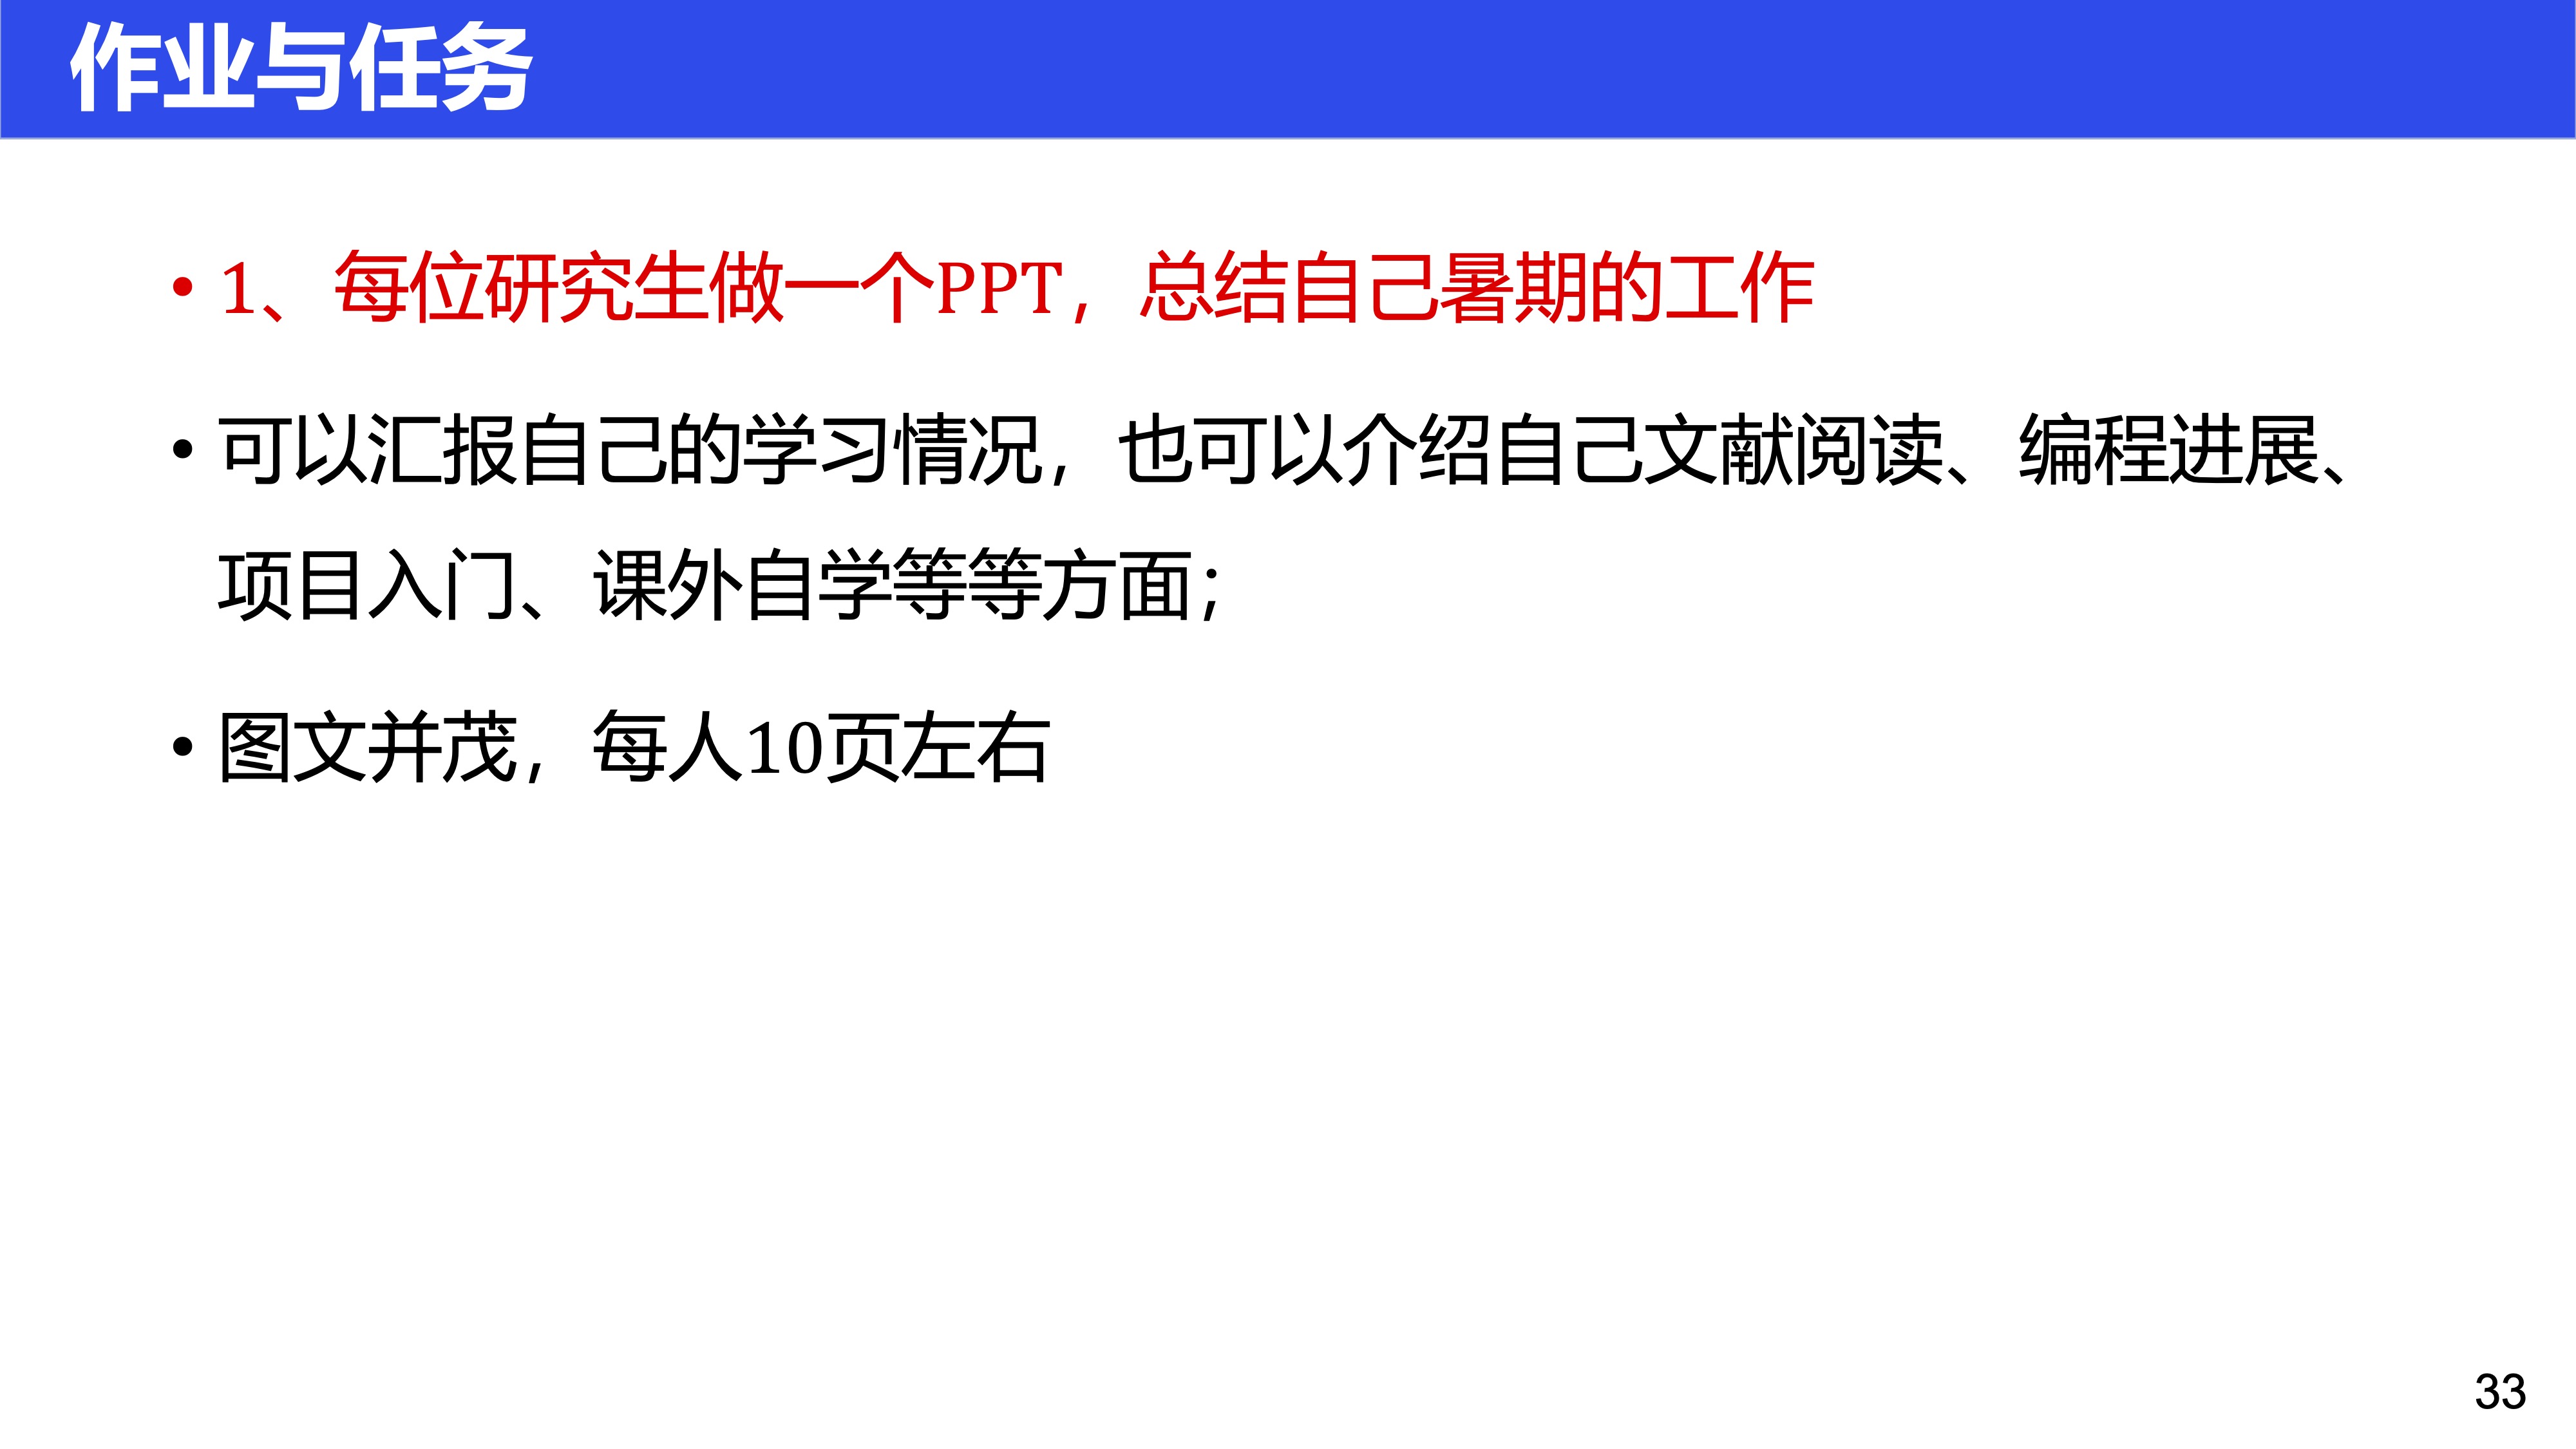 作业与任务
• 1、每位研究生做一个PPT，总结自己暑期的工作
• 可以汇报自己的学习情况，也可以介绍自己文献阅读、编程进展、
项目入门、课外自学等等方面；
• 图文并茂，每人10页左右
33